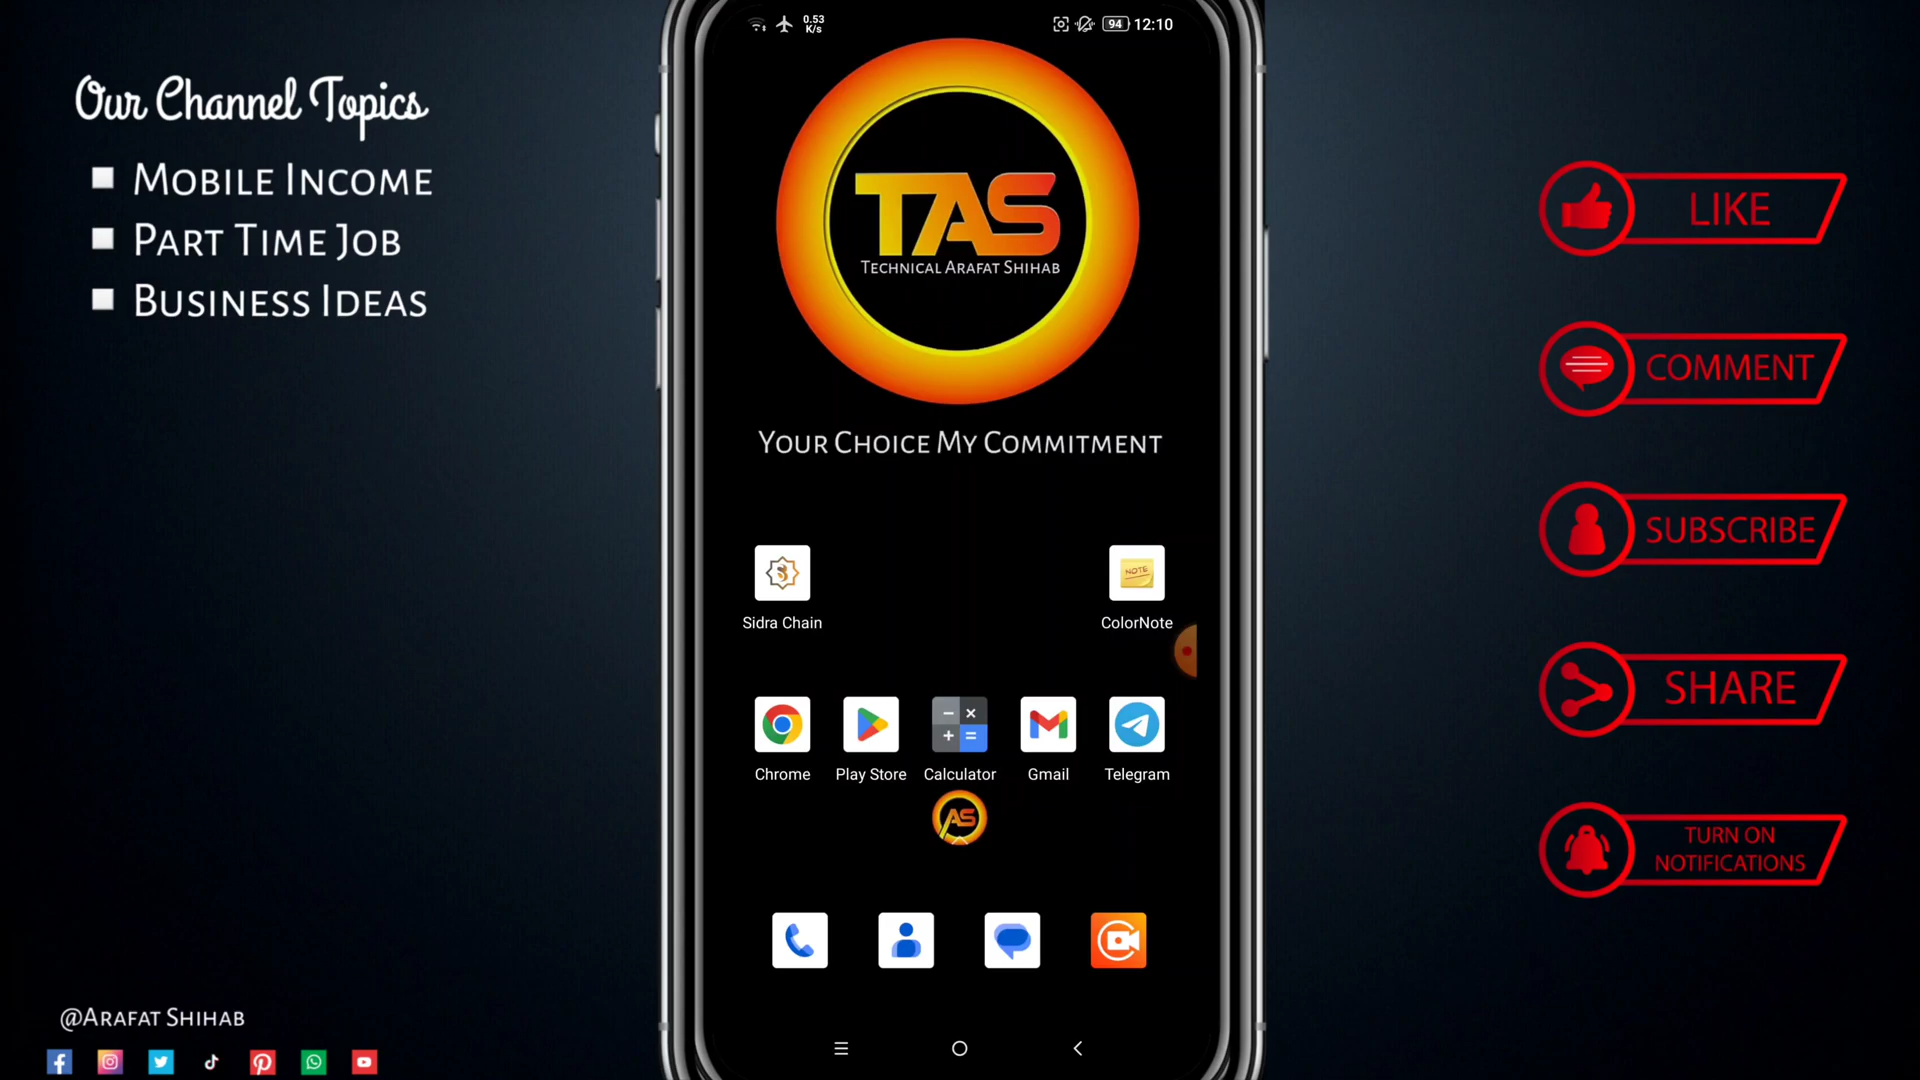 Our Channel Topics
Mobile Income
Part Time Job
Business Ideas
@Arafat Shihab
0.53
K/s
94
12:10
TAS
Technical Arafat Shihab
Your Choice My Commitment
Sidra Chain
NOTE
ColorNote
Chrome
Play Store
Calculator
Gmail
Telegram
AS
LIKE
COMMENT
SUBSCRIBE
SHARE
TURN ON
NOTIFICATIONS